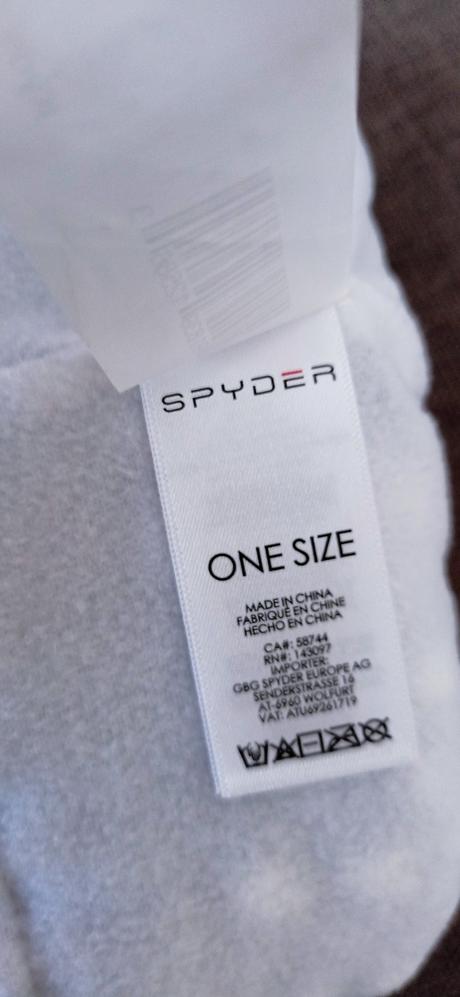 SPYDER
ONE SIZE
MADE IN CHINA
FABRIQUÉ EN CHINE
HECHO EN CHINA
CA#: 58744
RN#: 143097
IMPORTER:
GBG SPYDER EUROPE AG
SENDERSTRASSE 16
AT-6960 WOLFURT
VAT: ATU69261719